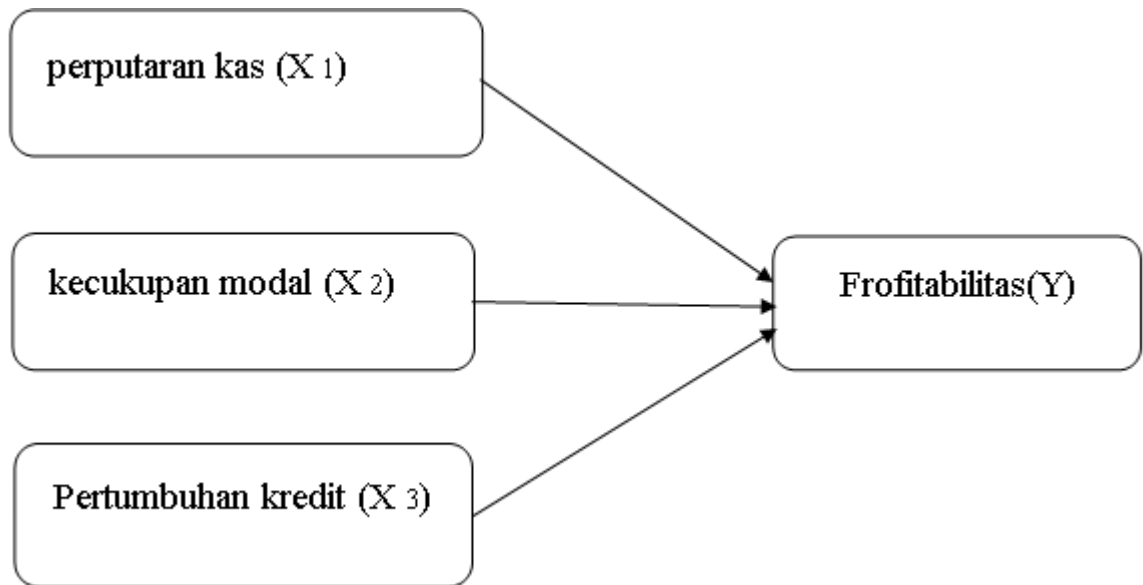 perputaran kas (X 1)
kecukupan modal (X 2)
Frofitabilitas(Y)
Pertumbuhan kredit (X 3)